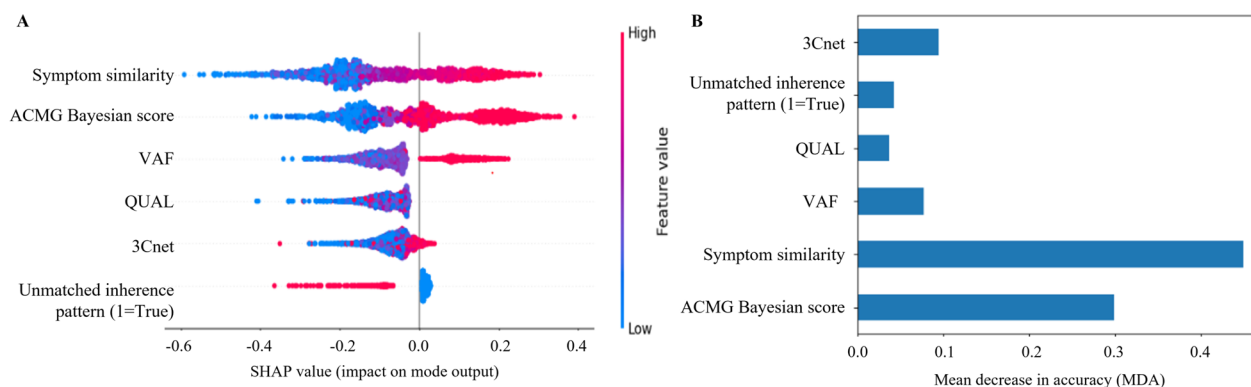 A
High
Symptom similarity
ACMG Bayesian score
VAF
QUAL
3Cnet
Unmatched inference
pattern (1=True)
Feature value
Low
-0.6
-0.4
-0.2
0.0
0.2
0.4
SHAP value (impact on mode output)
B
3Cnet
Unmatched inference
pattern (1=True)
QUAL
VAF
Symptom similarity
ACMG Bayesian score
0.0
0.1
0.2
0.3
0.4
Mean decrease in accuracy (MDA)